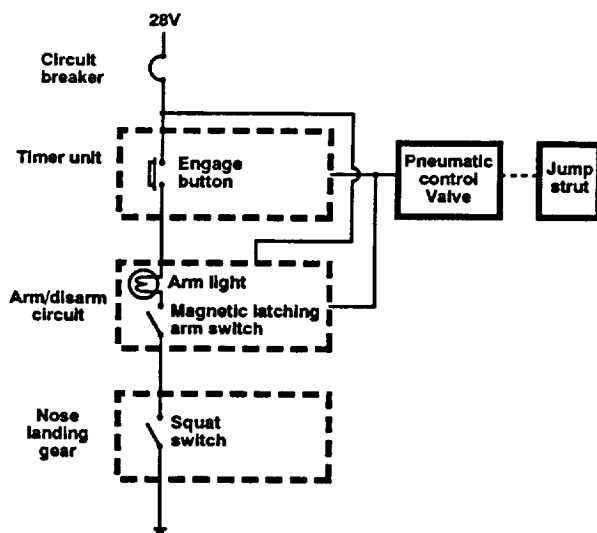 28V
Circuit
breaker
Timer unit
Engage
button
Pneumatic
control
Valve
Jump
strut
Arm light
Arm/disarm
circuit
Magnetic latching
arm switch
Nose
landing
gear
Squat
switch